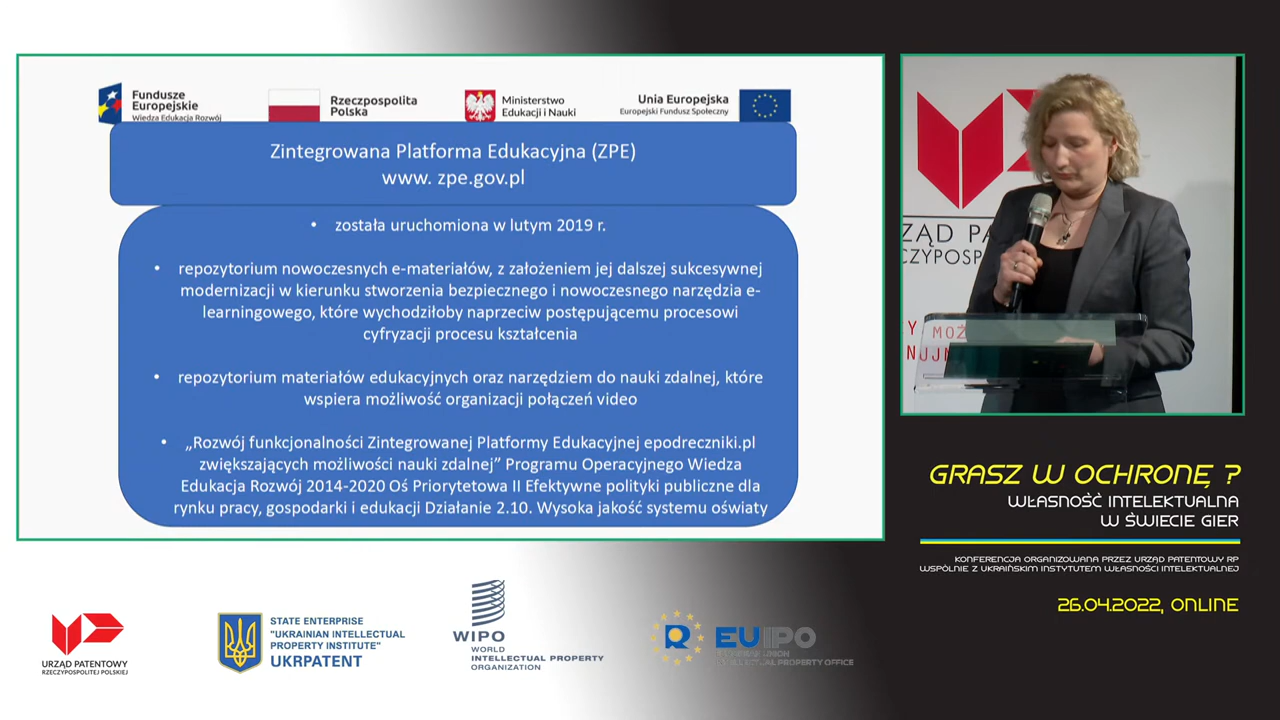 Fundusze
Europejskie
Wiedza Edukacja Rozwój
Rzeczpospolita
Polska
Ministerstwo
Edukacji i Nauki
Unia Europejska
Europejski Fundusz Społeczny
Zintegrowana Platforma Edukacyjna (ZPE)
www. zpe.gov.pl
• została uruchomiona w lutym 2019 r.
• repozytorium nowoczesnych e-materiałów, z założeniem jej dalszej sukcesywnej
modernizacji w kierunku stworzenia bezpiecznego i nowoczesnego narzędzia e-
learningowego, które wychodziłoby naprzeciw postępującemu procesowi
cyfryzacji procesu kształcenia
• repozytorium materiałów edukacyjnych oraz narzędziem do nauki zdalnej, które
wspiera możliwość organizacji połączeń video
• „Rozwój funkcjonalności Zintegrowanej Platformy Edukacyjnej epodreczniki.pl
zwiększających możliwości nauki zdalnej” Programu Operacyjnego Wiedza
Edukacja Rozwój 2014-2020 Oś Priorytetowa II Efektywne polityki publiczne dla
rynku pracy, gospodarki i edukacji Działanie 2.10. Wysoka jakość systemu oświaty
GRASZ W OCHRONĘ ?
WŁASNOŚĆ INTELEKTUALNA
W ŚWIECIE GIER
KONFERENCJA ORGANIZOWANA PRZEZ URZĄD PATENTOWY RP
WSPÓLNIE Z UKRAIŃSKIM INSTYTUTEM WŁASNOŚCI INTELEKTUALNEJ
26.04.2022, ONLINE
URZĄD PATENTOWY
RZECZYPOSPOLITEJ POLSKIEJ
STATE ENTERPRISE
"UKRAINIAN INTELLECTUAL
PROPERTY INSTITUTE"
UKRPATENT
WIPO
WORLD
INTELLECTUAL PROPERTY
ORGANIZATION
EUIPO
EUROPEAN UNION
INTELLECTUAL PROPERTY OFFICE